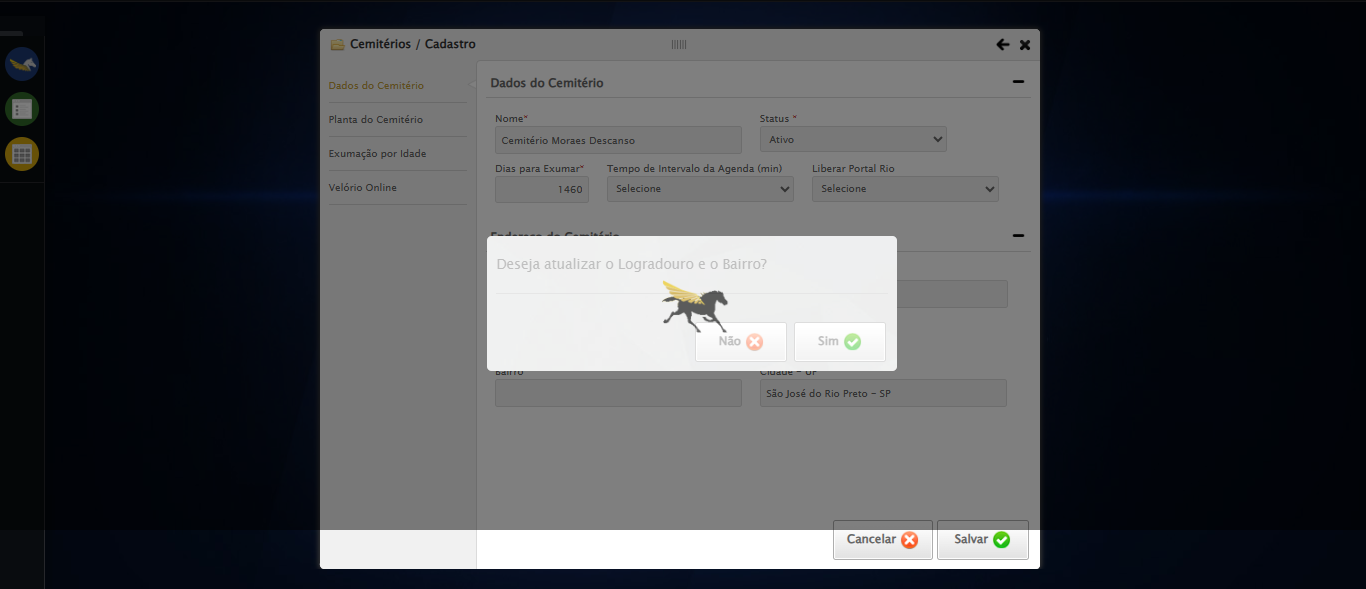 Cemitérios / Cadastro
Dados do Cemitério
Planta do Cemitério
Exumação por Idade
Velório Online
Dados do Cemitério
Nome* Status *
Cemitério Moraes Descanso Ativo
Dias para Exumar* Tempo de Intervalo da Agenda (min) Liberar Portal Rio
1460 Selecione Selecione
Endereço do Cemitério
Deseja atualizar o Logradouro e o Bairro?
Não Sim
Bairro Cidade - UF
São José do Rio Preto - SP
Cancelar Salvar